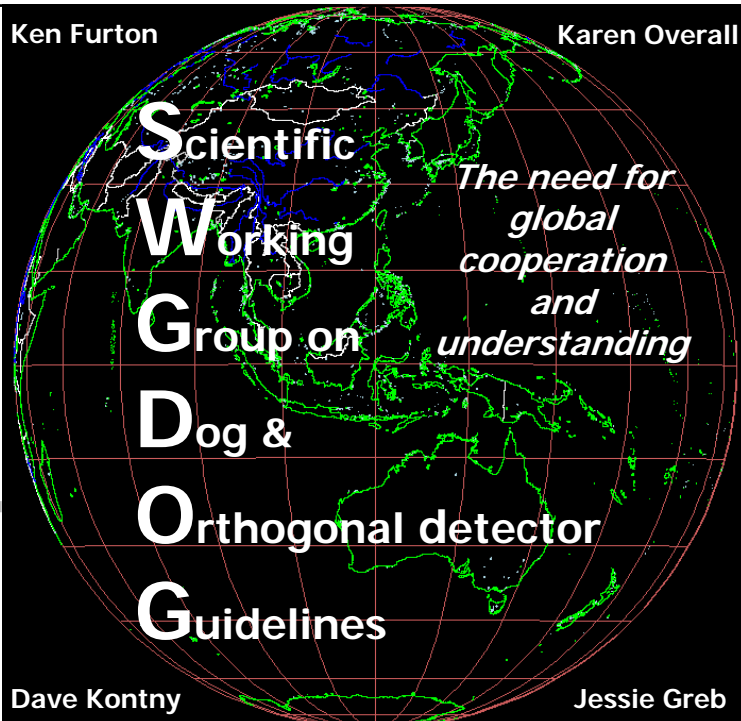 Ken Furton
Karen Overall
Scientific
Working
Group on
Dog &
Orthogonal detector
Guidelines
The need for
global
cooperation
and
understanding
Dave Kontny
Jessie Greb